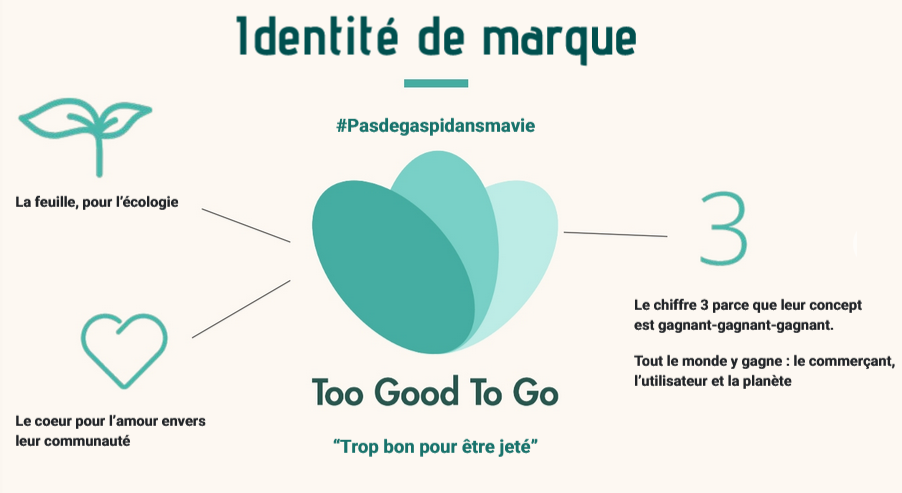 Identité de marque
#Pasdegaspidansmavie
La feuille, pour l'écologie
3
Le chiffre 3 parce que leur concept
est gagnant-gagnant-gagnant.
Tout le monde y gagne : le commerçant,
l'utilisateur et la planète
Le coeur pour l'amour envers
leur communauté
Too Good To Go
“Trop bon pour être jeté”